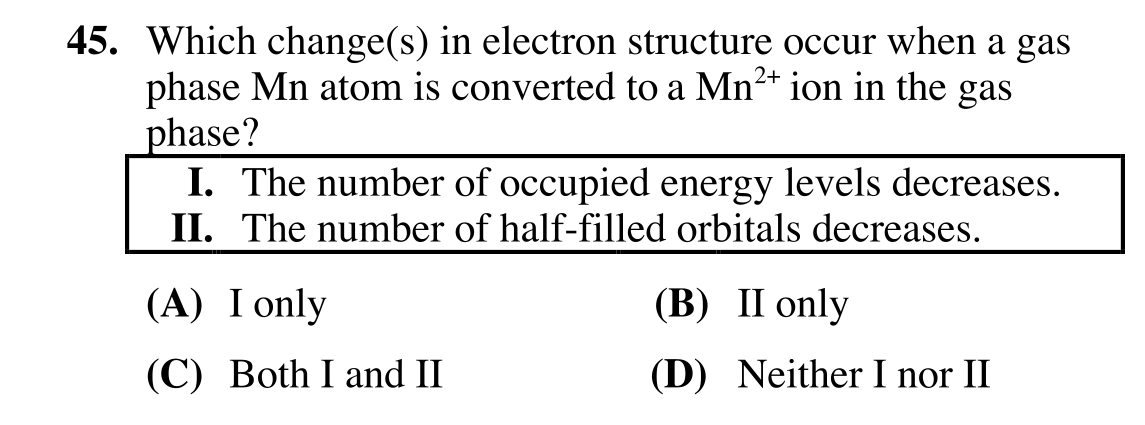 45. Which change(s) in electron structure occur when a gas
phase Mn atom is converted to a Mn²⁺ ion in the gas
phase?
I. The number of occupied energy levels decreases.
II. The number of half-filled orbitals decreases.
(A) I only (B) II only
(C) Both I and II (D) Neither I nor II